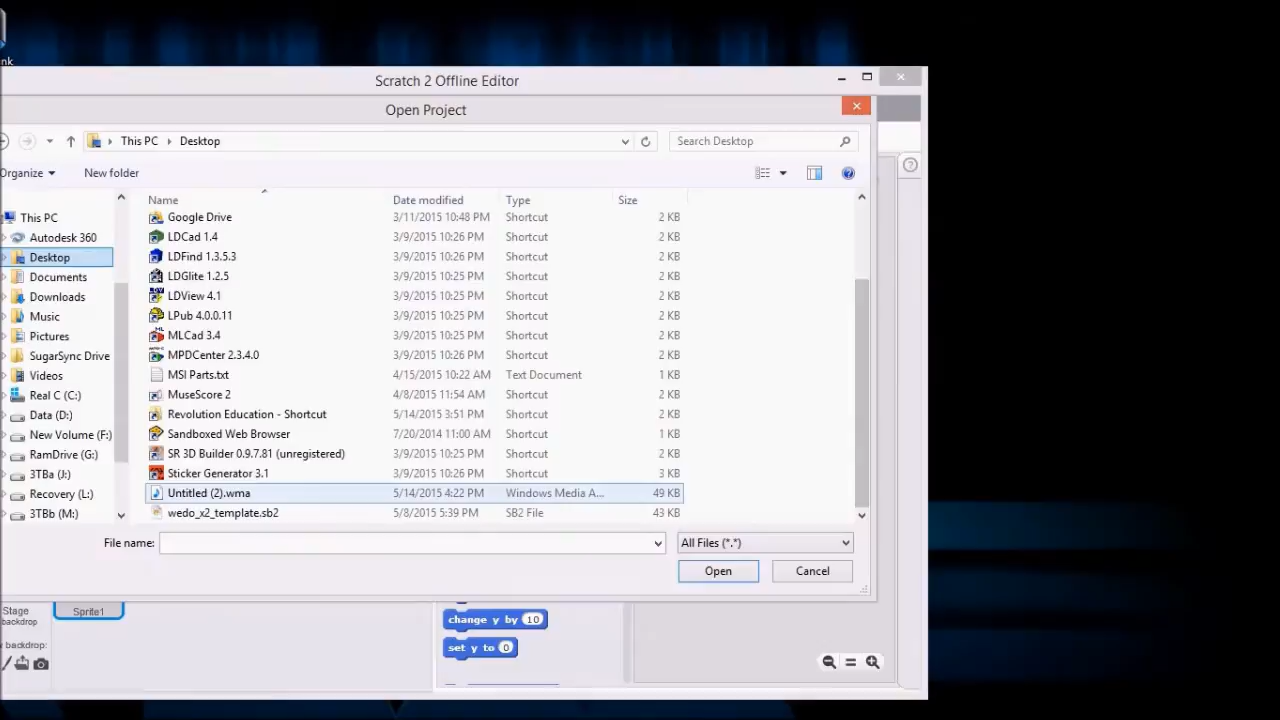 nk
Scratch 2 Offline Editor
Open Project
This PC Desktop
Search Desktop
Organize New folder
Name Date modified Type Size
This PC
Autodesk 360
Desktop
Documents
Downloads
Music
Pictures
SugarSync Drive
Videos
Real C (C:)
Data (D:)
New Volume (F:)
RamDrive (G:)
3TBa (J:)
Recovery (L:)
3TBb (M:)
Google Drive 3/11/2015 10:48 PM Shortcut 2 KB
LDCad 1.4 3/9/2015 10:26 PM Shortcut 2 KB
LDFind 1.3.5.3 3/9/2015 10:26 PM Shortcut 2 KB
LDGlite 1.2.5 3/9/2015 10:25 PM Shortcut 2 KB
LDView 4.1 3/9/2015 10:25 PM Shortcut 2 KB
LPub 4.0.0.11 3/9/2015 10:25 PM Shortcut 2 KB
MLCad 3.4 3/9/2015 10:26 PM Shortcut 2 KB
MPDCenter 2.3.4.0 3/9/2015 10:26 PM Shortcut 2 KB
MSI Parts.txt 4/15/2015 10:22 AM Text Document 1 KB
MuseScore 2 4/8/2015 11:54 AM Shortcut 2 KB
Revolution Education - Shortcut 5/14/2015 3:51 PM Shortcut 2 KB
Sandboxed Web Browser 7/20/2014 11:00 AM Shortcut 1 KB
SR 3D Builder 0.9.7.81 (unregistered) 3/9/2015 10:25 PM Shortcut 2 KB
Sticker Generator 3.1 3/9/2015 10:26 PM Shortcut 3 KB
Untitled (2).wma 5/14/2015 4:22 PM Windows Media A... 49 KB
wedo_x2_template.sb2 5/8/2015 5:39 PM SB2 File 43 KB
File name: All Files (*.*)
Open Cancel
Stage
backdrop
Sprite1
backdrop:
change y by 10
set y to 0